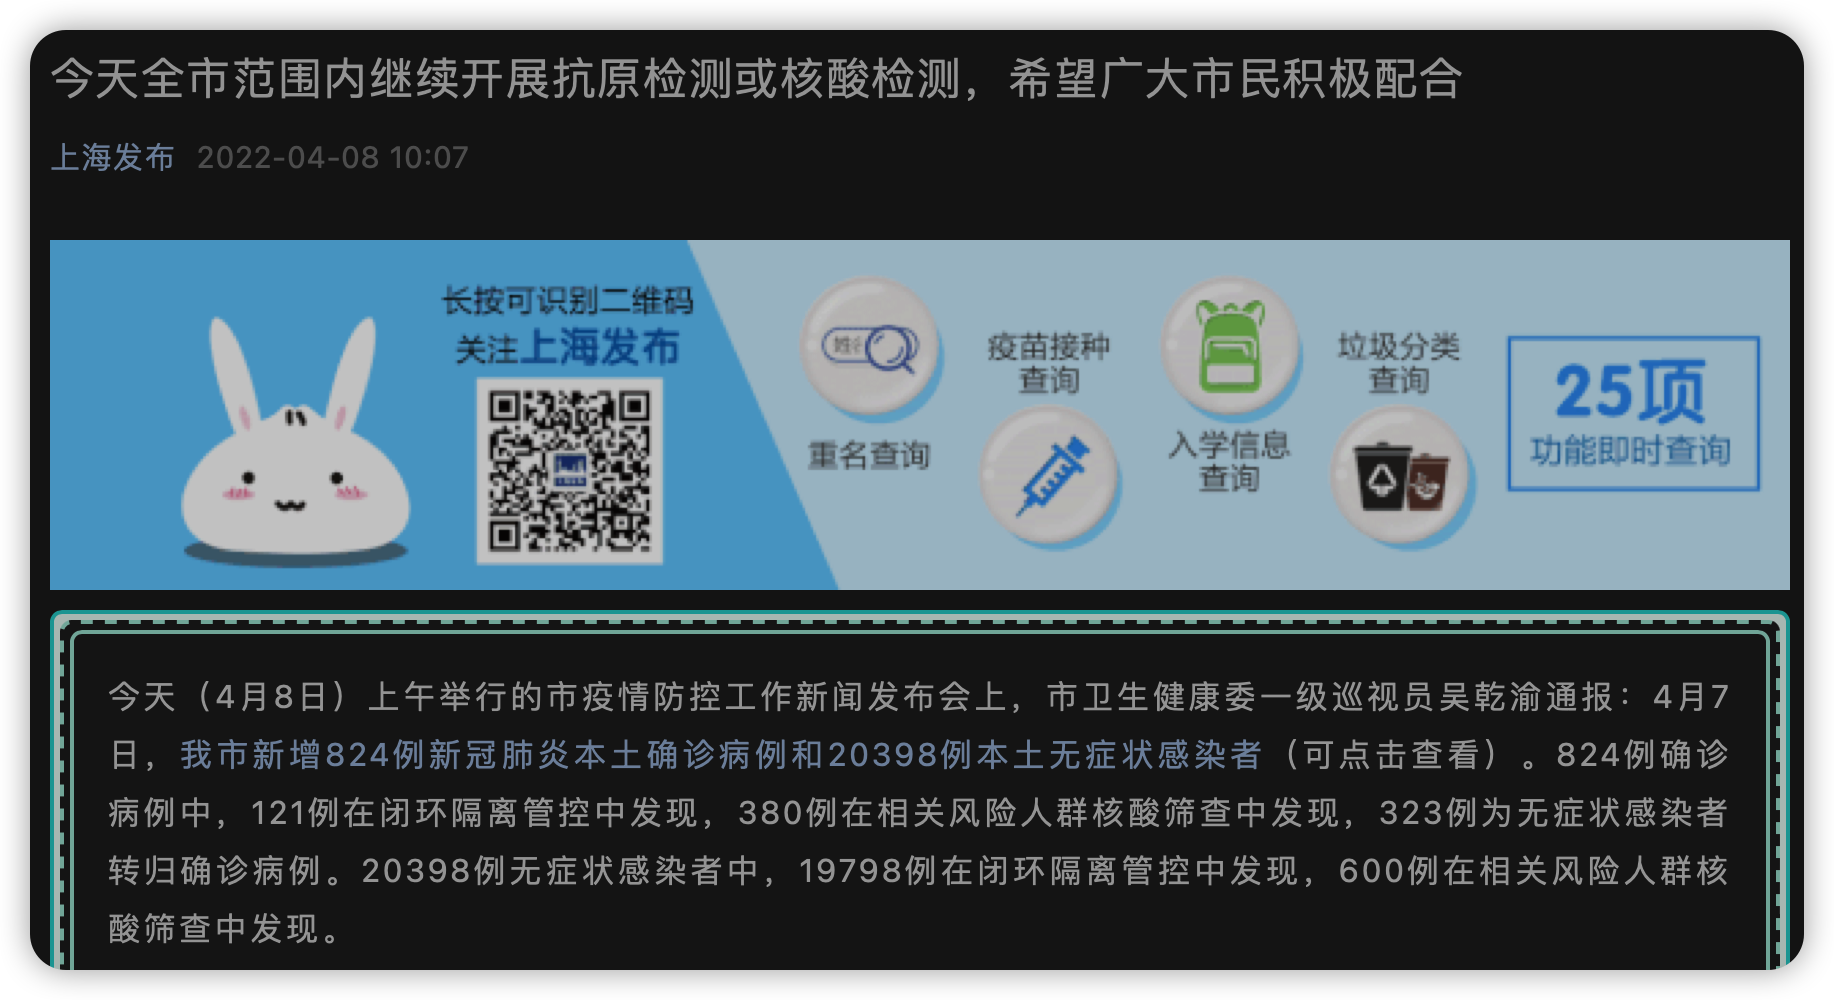 今天全市范围内继续开展抗原检测或核酸检测，希望广大市民积极配合
上海发布 2022-04-08 10:07
长按可识别二维码
关注上海发布
重名查询
疫苗接种
查询
入学信息
查询
垃圾分类
查询
25项
功能即时查询
今天（4月8日）上午举行的市疫情防控工作新闻发布会上，市卫生健康委一级巡视员吴乾渝通报：4月7
日，我市新增824例新冠肺炎本土确诊病例和20398例本土无症状感染者（可点击查看）。824例确诊
病例中，121例在闭环隔离管控中发现，380例在相关风险人群核酸筛查中发现，323例为无症状感染者
转归确诊病例。20398例无症状感染者中，19798例在闭环隔离管控中发现，600例在相关风险人群核
酸筛查中发现。